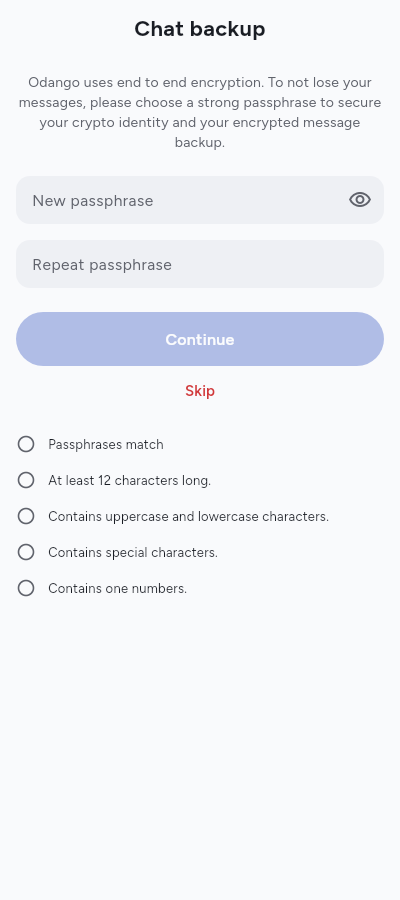 Chat backup
Odango uses end to end encryption. To not lose your
messages, please choose a strong passphrase to secure
your crypto identity and your encrypted message
backup.
New passphrase
Repeat passphrase
Continue
Skip
Passphrases match
At least 12 characters long.
Contains uppercase and lowercase characters.
Contains special characters.
Contains one numbers.